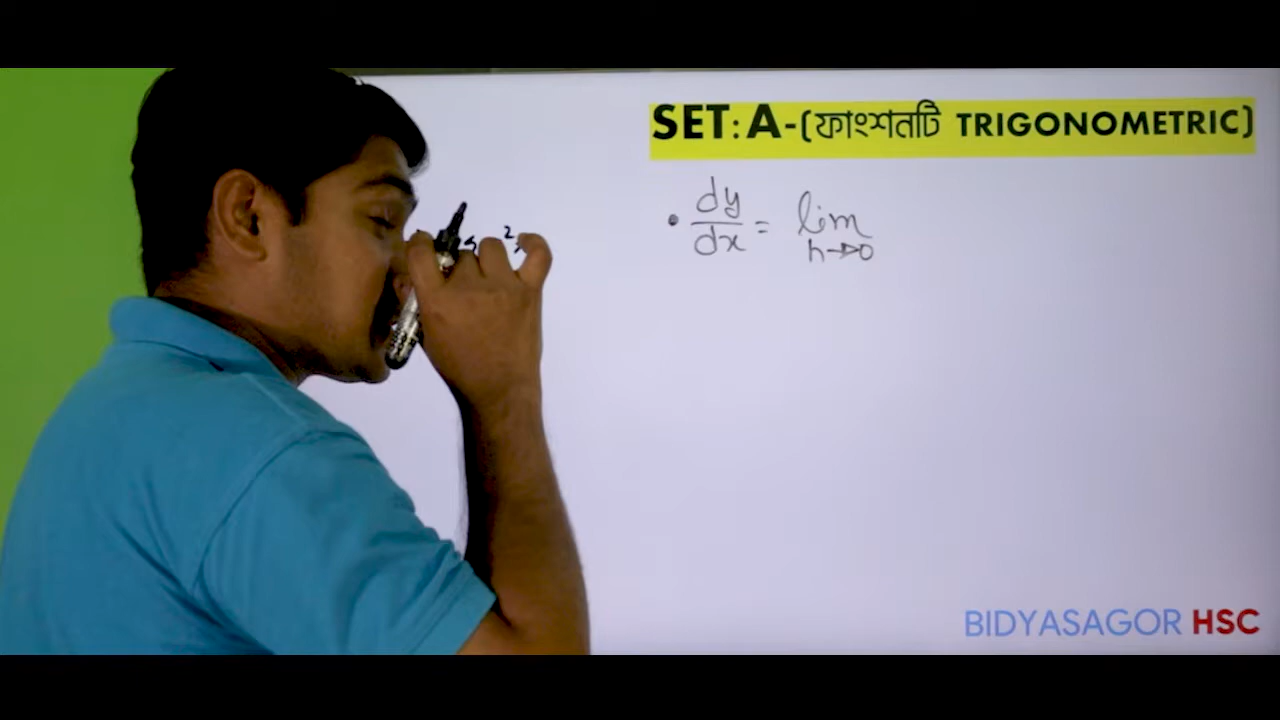 SET: A-(ফাংশনটি TRIGONOMETRIC)
• dy/dx = lim h→0
BIDYASAGOR HSC